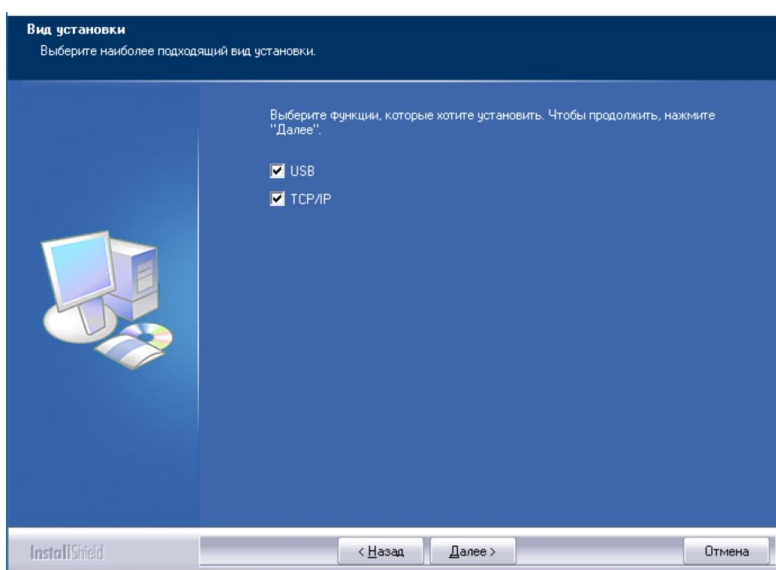 Вид установки
Выберите наиболее подходящий вид установки.
Выберите функции, которые хотите установить. Чтобы продолжить, нажмите
"Далее".
USB
TCP/IP
InstallShield
< Назад
Далее >
Отмена